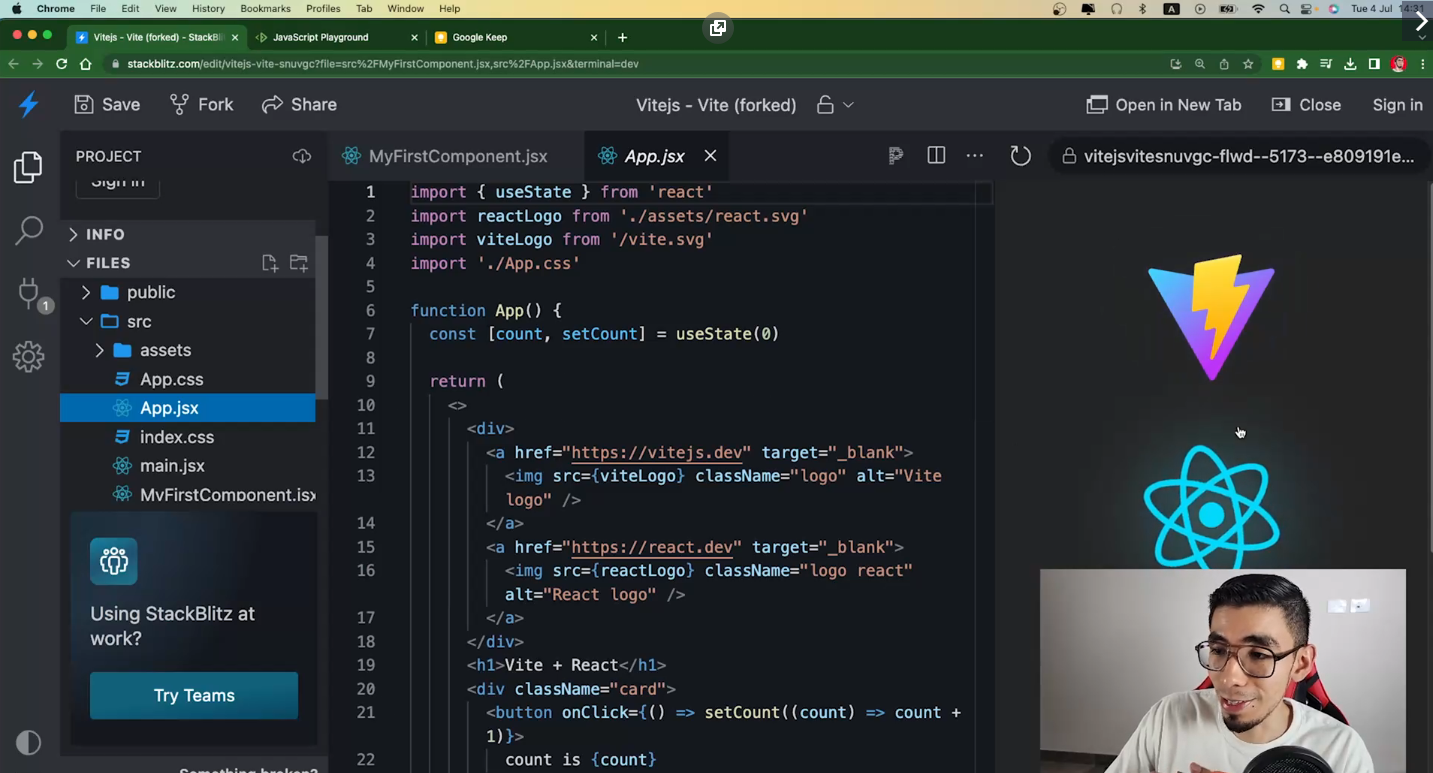 Chrome File Edit View History Bookmarks Profiles Tab Window Help A Tue 4 Jul 14:31
Vitejs - Vite (forked) - StackBli JavaScript Playground Google Keep
stackblitz.com/edit/vitejs-vite-snuvgc?file=src%2FMyFirstComponent.jsx,src%2FApp.jsx&terminal=dev
Save Fork Share Vitejs - Vite (forked) Open in New Tab Close Sign in
PROJECT MyFirstComponent.jsx App.jsx vitejsvitesnuvgc-flwd--5173--e809191e...
Sign in
INFO
FILES
public
src
assets
App.css
App.jsx
index.css
main.jsx
MyFirstComponent.jsx
1
Using StackBlitz at
work?
Try Teams
Something broken?
1 import { useState } from 'react'
2 import reactLogo from './assets/react.svg'
3 import viteLogo from '/vite.svg'
4 import './App.css'
5
6 function App() {
7 const [count, setCount] = useState(0)
8
9 return (
10 <>
11 <div>
12 <a href="https://vitejs.dev" target="_blank">
13 <img src={viteLogo} className="logo" alt="Vite
logo" />
14 </a>
15 <a href="https://react.dev" target="_blank">
16 <img src={reactLogo} className="logo react"
alt="React logo" />
17 </a>
18 </div>
19 <h1>Vite + React</h1>
20 <div className="card">
21 <button onClick={() => setCount((count) => count +
1)}>
22 count is {count}